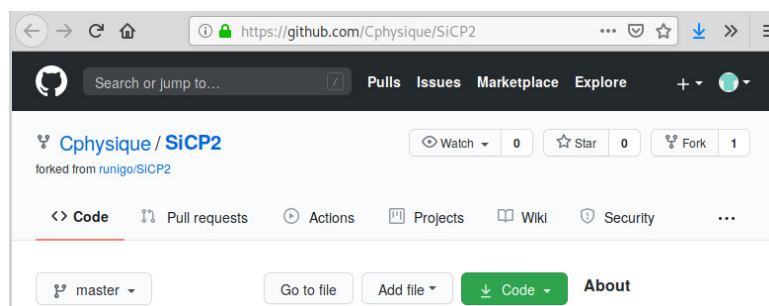 https://github.com/Cphysique/SiCP2
Search or jump to... / Pulls Issues Marketplace Explore
Cphysique / SiCP2 Watch 0 Star 0 Fork 1
forked from runigo/SiCP2
<> Code Pull requests Actions Projects Wiki Security ...
master Go to file Add file Code About